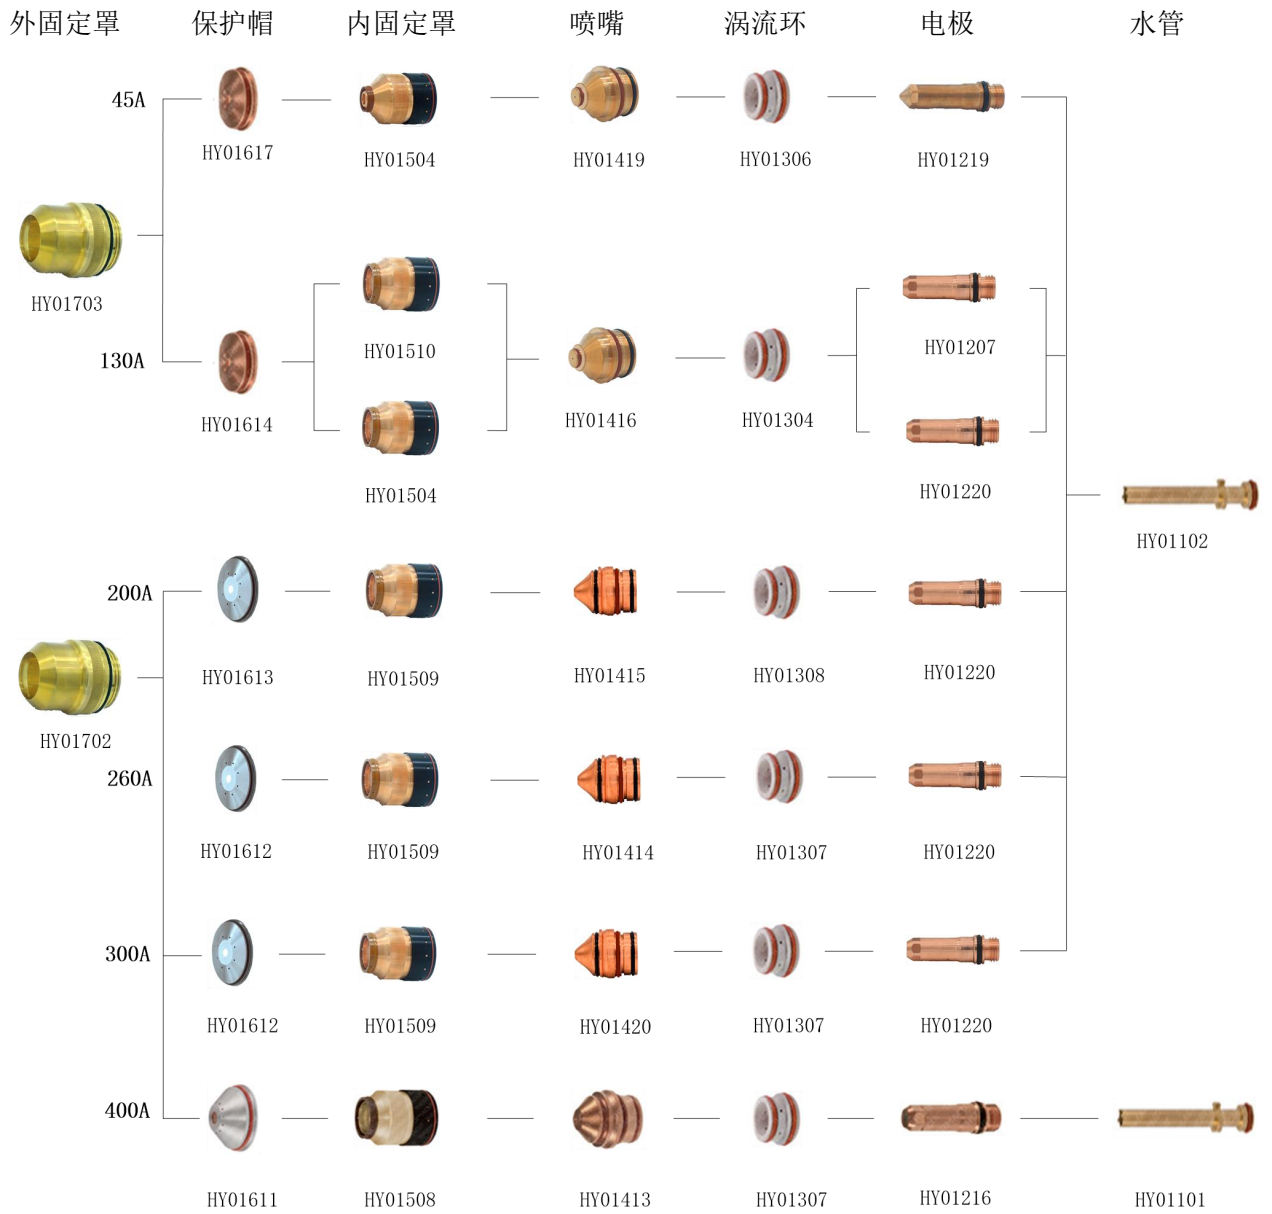 外固定罩 保护帽 内固定罩 喷嘴 涡流环 电极 水管
45A
HY01617 HY01504 HY01419 HY01306 HY01219
HY01703
HY01510 HY01207
130A
HY01614 HY01416 HY01304
HY01504 HY01220
HY01102
200A
HY01613 HY01509 HY01415 HY01308 HY01220
HY01702
260A
HY01612 HY01509 HY01414 HY01307 HY01220
300A
HY01612 HY01509 HY01420 HY01307 HY01220
400A
HY01611 HY01508 HY01413 HY01307 HY01216 HY01101